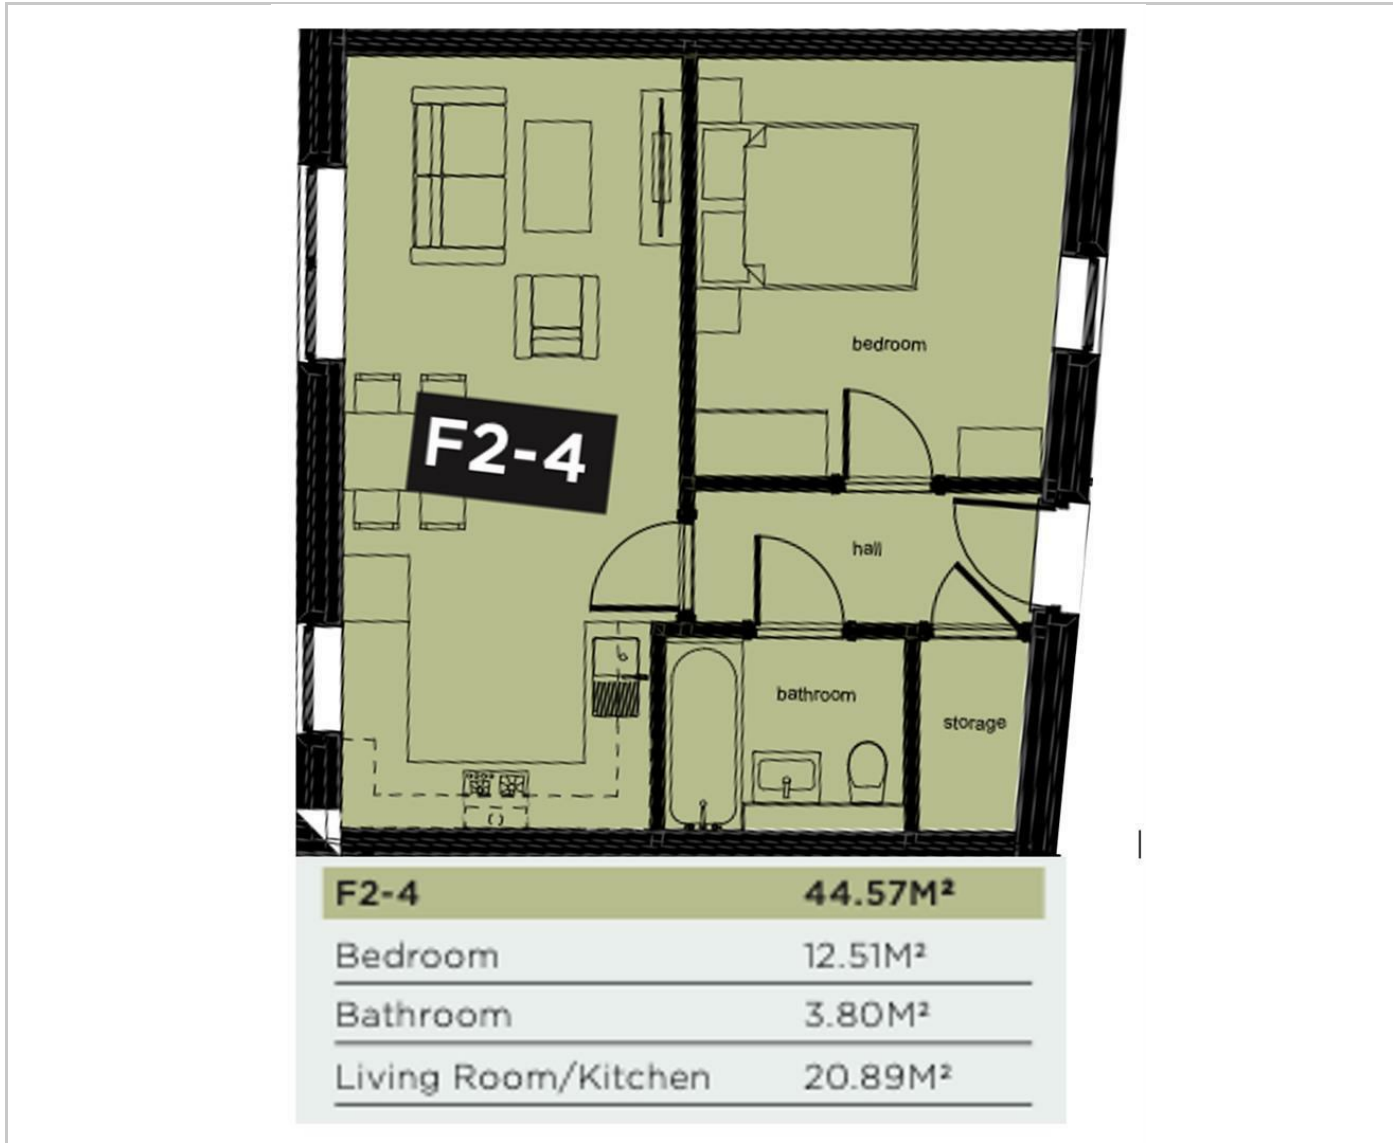 bedroom
F2-4
hall
bathroom
storage
F2-4 44.57M²
Bedroom 12.51M²
Bathroom 3.80M²
Living Room/Kitchen 20.89M²